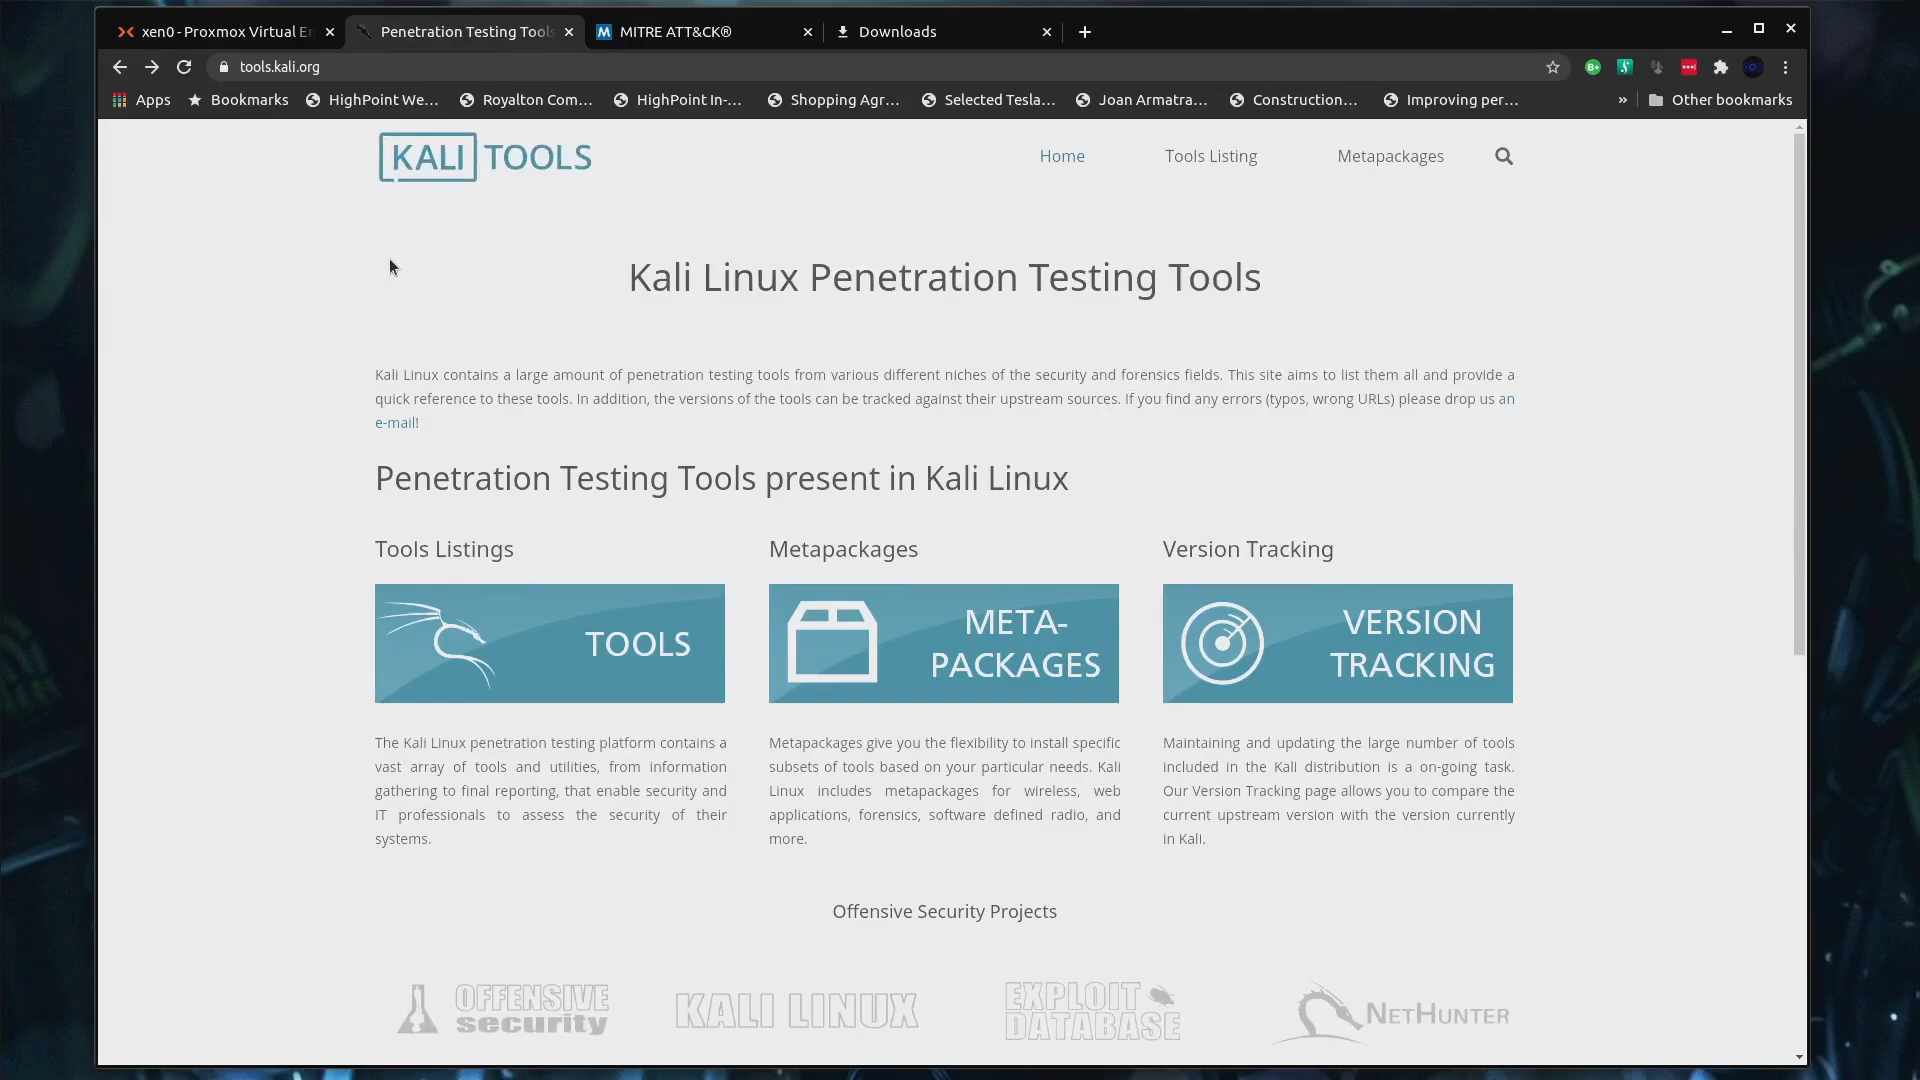 xen0 - Proxmox Virtual En
Penetration Testing Tools
MITRE ATT&CK®
Downloads
tools.kali.org
Apps
Bookmarks
HighPoint We...
Royalton Com...
HighPoint In-...
Shopping Agr...
Selected Tesla...
Joan Armatra...
Construction...
Improving per...
»
Other bookmarks
KALI TOOLS
Home
Tools Listing
Metapackages
Kali Linux Penetration Testing Tools
Kali Linux contains a large amount of penetration testing tools from various different niches of the security and forensics fields. This site aims to list them all and provide a
quick reference to these tools. In addition, the versions of the tools can be tracked against their upstream sources. If you find any errors (typos, wrong URLs) please drop us an
e-mail!
Penetration Testing Tools present in Kali Linux
Tools Listings
TOOLS
The Kali Linux penetration testing platform contains a
vast array of tools and utilities, from information
gathering to final reporting, that enable security and
IT professionals to assess the security of their
systems.
Metapackages
META-
PACKAGES
Metapackages give you the flexibility to install specific
subsets of tools based on your particular needs. Kali
Linux includes metapackages for wireless, web
applications, forensics, software defined radio, and
more.
Version Tracking
VERSION
TRACKING
Maintaining and updating the large number of tools
included in the Kali distribution is a on-going task.
Our Version Tracking page allows you to compare the
current upstream version with the version currently
in Kali.
Offensive Security Projects
OFFENSIVE
security
KALI LINUX
EXPLOIT
DATABASE
NETHUNTER